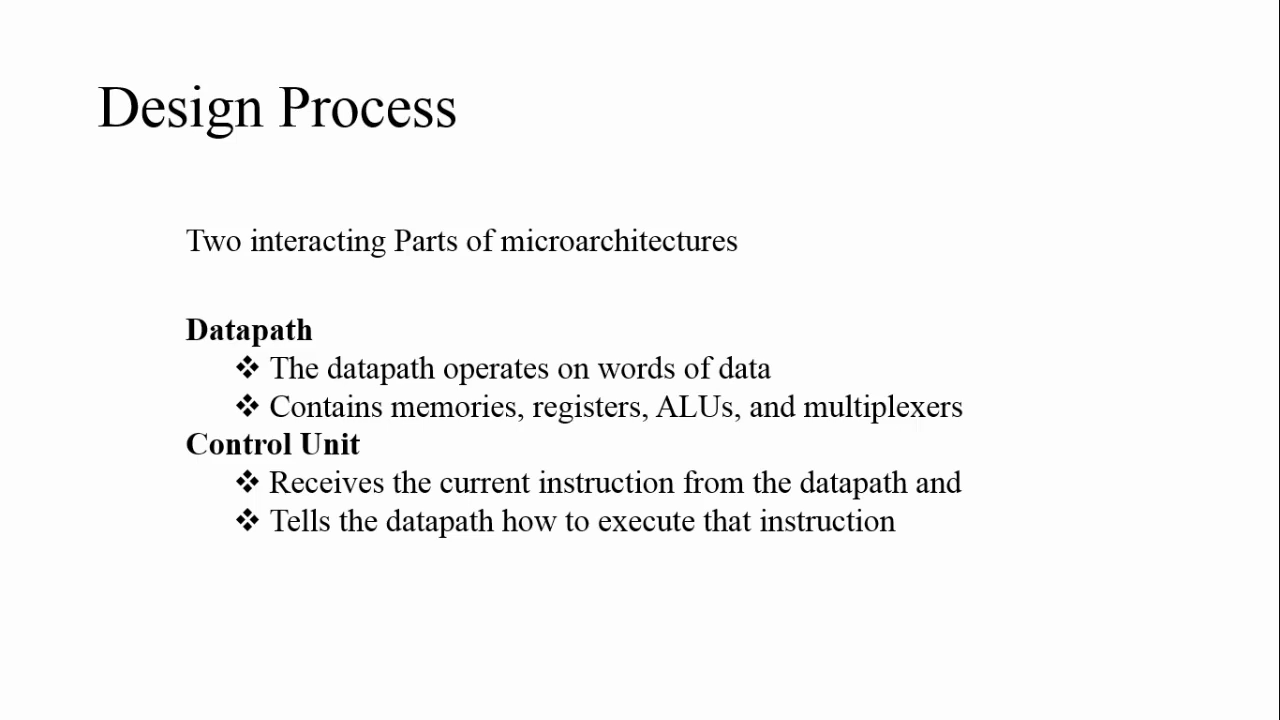 Design Process
Two interacting Parts of microarchitectures
Datapath
❖ The datapath operates on words of data
❖ Contains memories, registers, ALUs, and multiplexers
Control Unit
❖ Receives the current instruction from the datapath and
❖ Tells the datapath how to execute that instruction